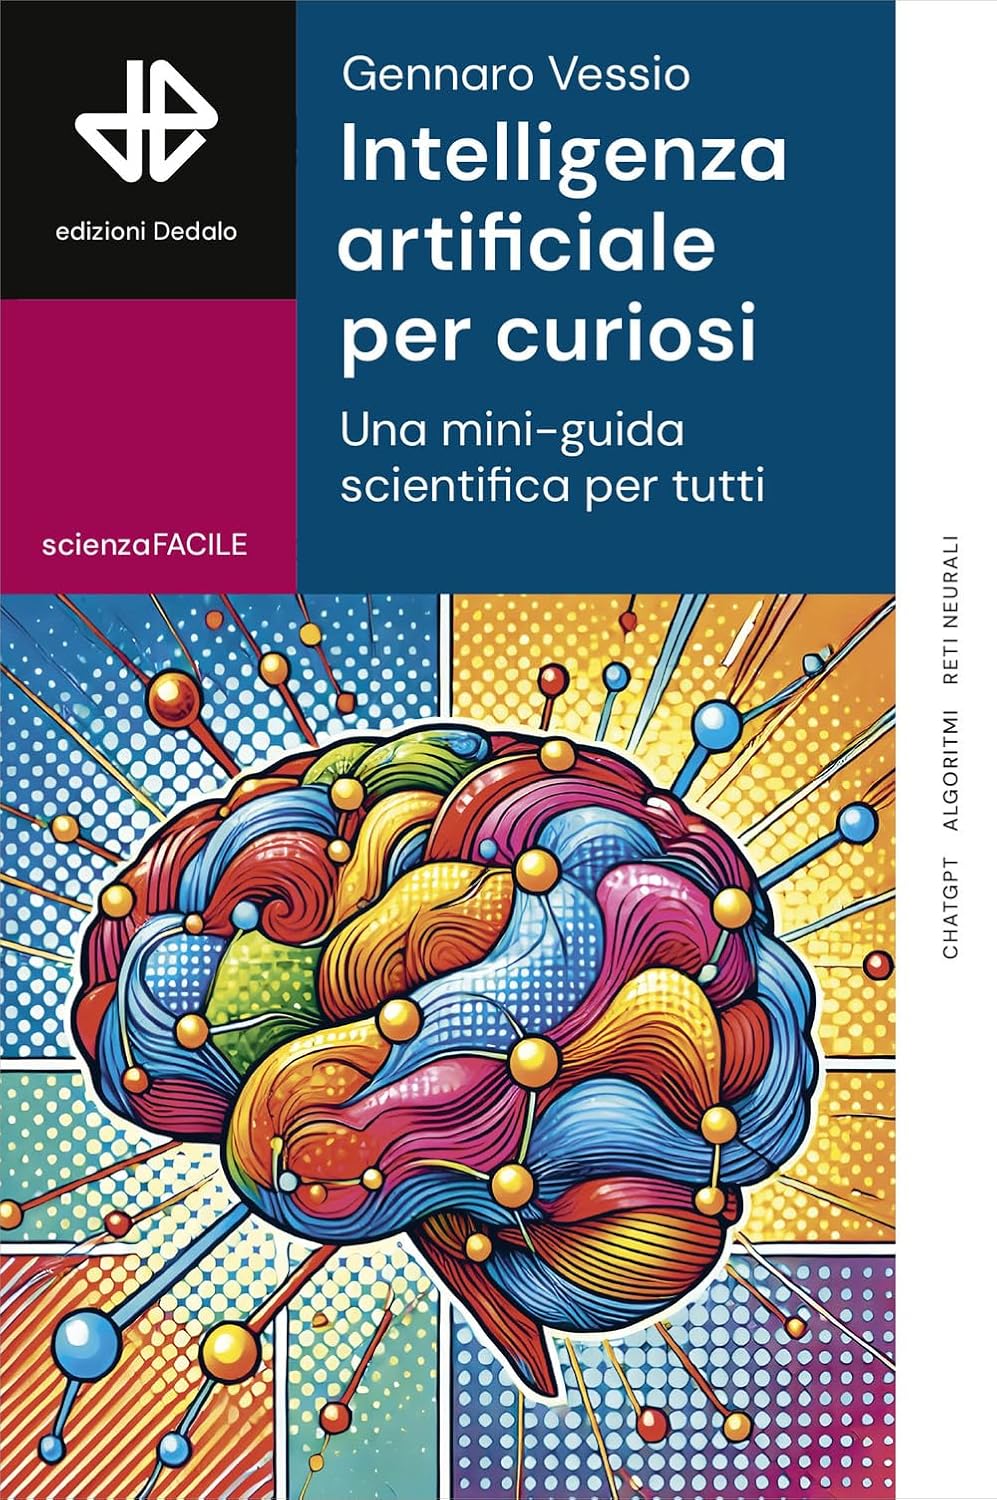 edizioni Dedalo
scienzaFACILE
Gennaro Vessio
Intelligenza
artificiale
per curiosi
Una mini-guida
scientifica per tutti
CHATGPT ALGORITMI RETI NEURALI